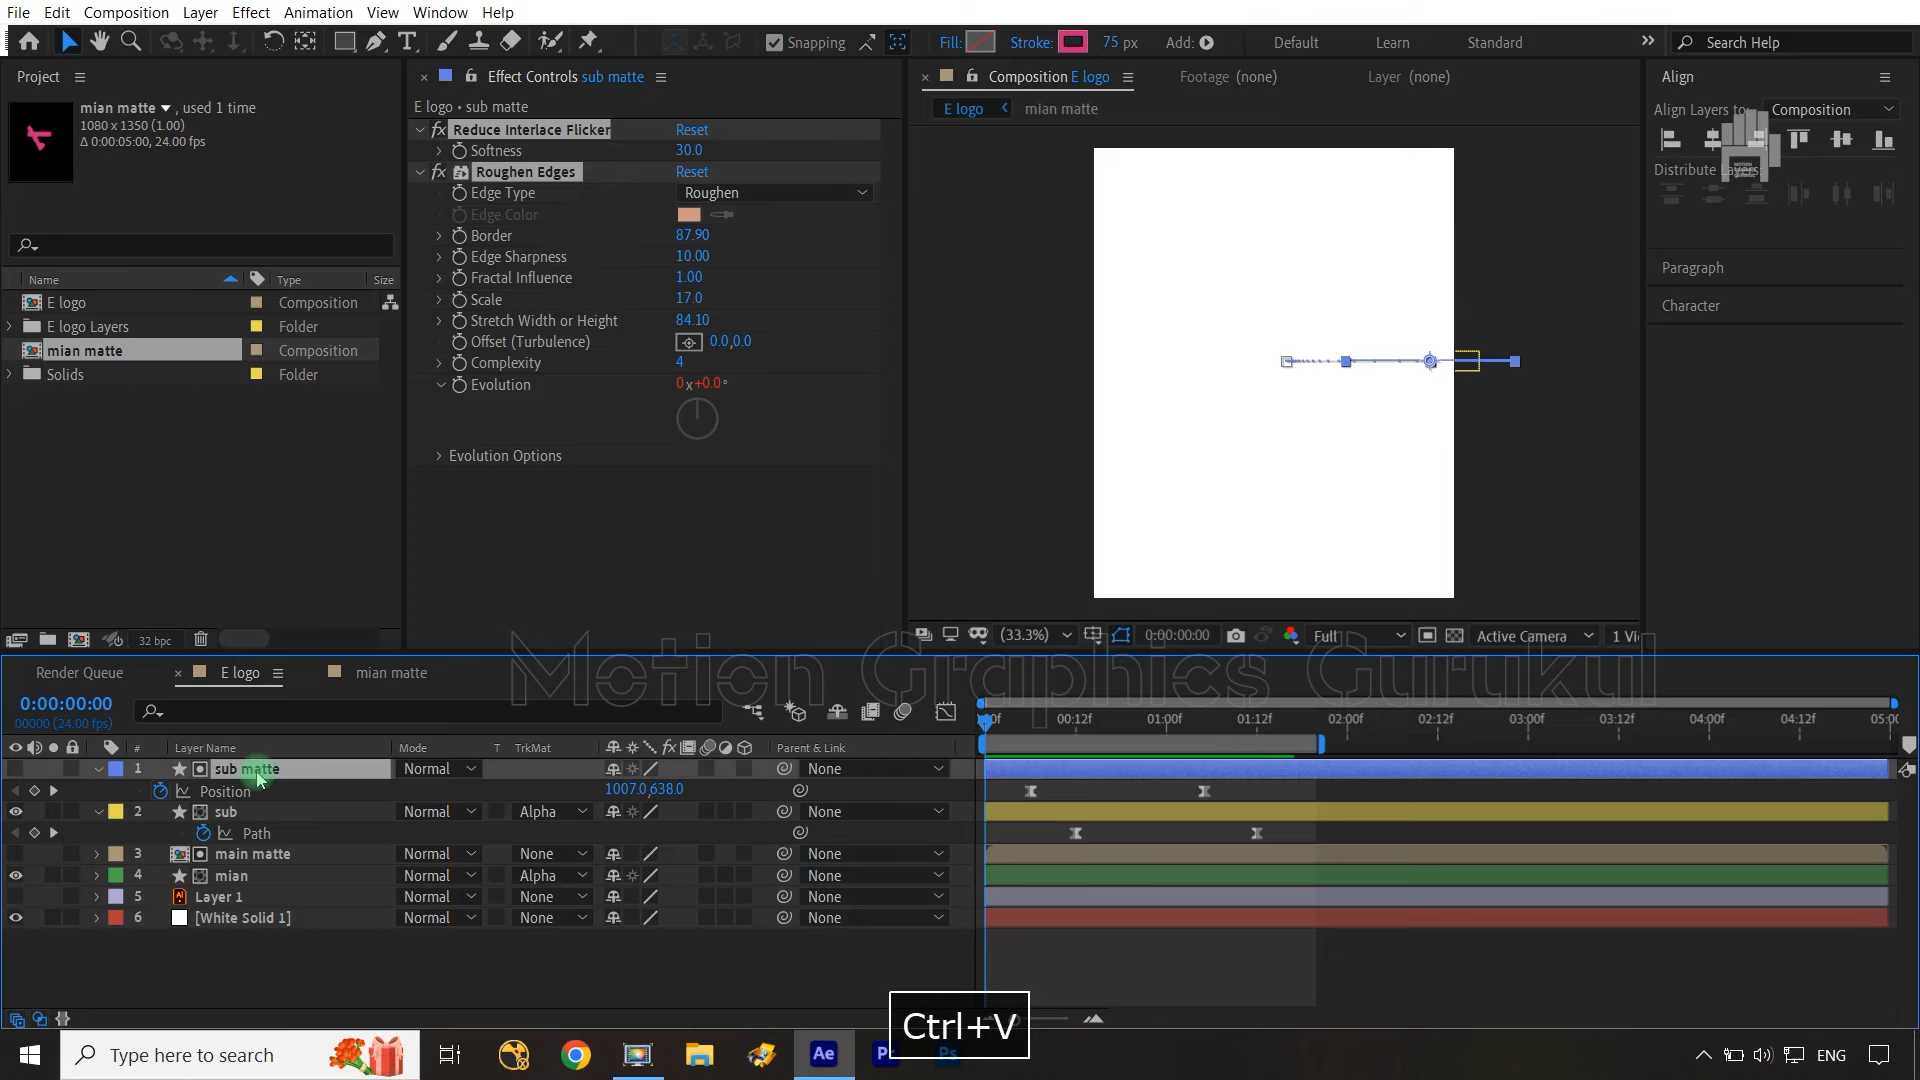 File Edit Composition Layer Effect Animation View Window Help
Snapping Fill: Stroke: 75 px Add: Default Learn Standard Search Help
Project
mian matte , used 1 time
1080 x 1350 (1.00)
Δ 0:00:05:00, 24.00 fps
Name Type Size
E logo Composition
E logo Layers Folder
mian matte Composition
Solids Folder
32 bpc
Effect Controls sub matte
E logo • sub matte
fx Reduce Interlace Flicker Reset
Softness 30.0
fx Roughen Edges Reset
Edge Type Roughen
Edge Color
Border 87.90
Edge Sharpness 10.00
Fractal Influence 1.00
Scale 17.0
Stretch Width or Height 84.10
Offset (Turbulence) 0.0,0.0
Complexity 4
Evolution 0x+0.0°
Evolution Options
Composition E logo Footage (none) Layer (none)
E logo mian matte
(33.3%) 0:00:00:00 Full Active Camera 1 Vi
Align
Align Layers to: Composition
Distribute Layers:
Paragraph
Character
Motion Graphics Gurukul
Render Queue E logo mian matte
0:00:00:00
00000 (24.00 fps)
00:12f 01:00f 01:12f 02:00f 02:12f 03:00f 03:12f 04:00f 04:12f
# Layer Name Mode T TrkMat fx Parent & Link
1 sub matte Normal None
Position 1007.0,638.0
2 sub Normal Alpha None
Path
3 main matte Normal None None
4 mian Normal Alpha None
5 Ai Layer 1 Normal None None
6 [White Solid 1] Normal None None
Ctrl+V
Type here to search Ae Pr Ps ENG